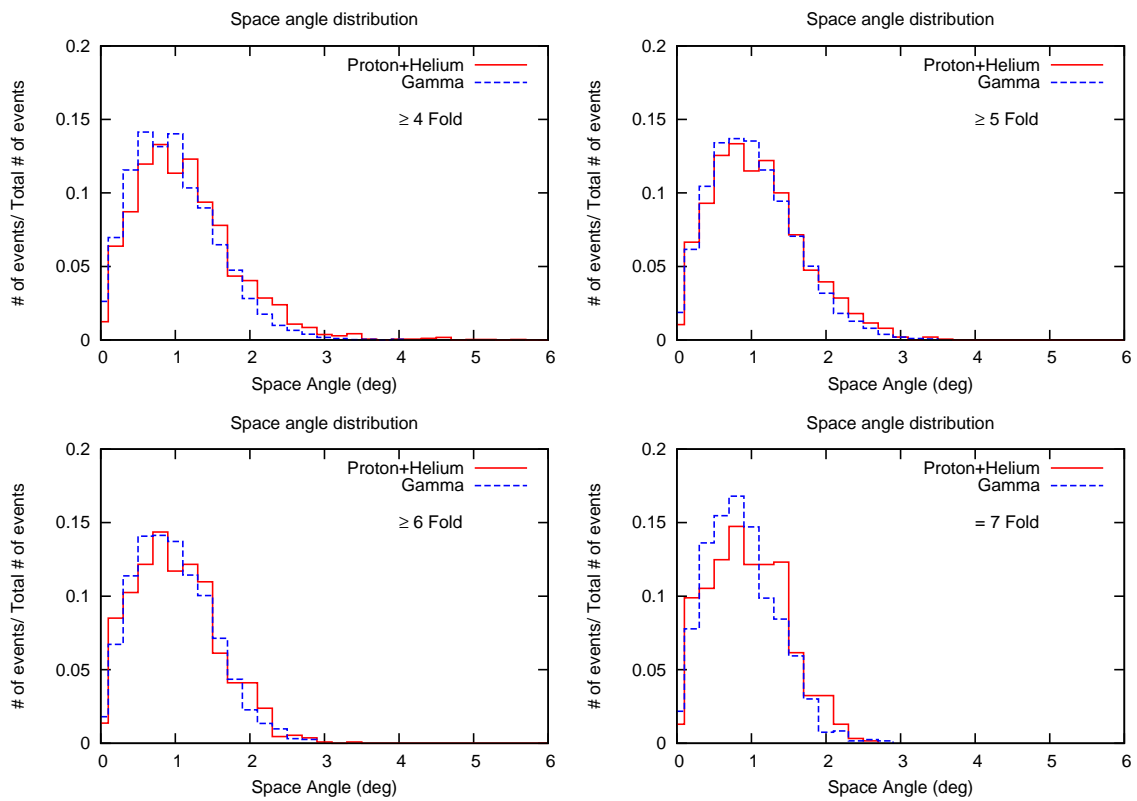 Space angle distribution
0.2
0.15
0.1
0.05
0
# of events/ Total # of events
Proton+Helium
Gamma
≥ 4 Fold
0 1 2 3 4 5 6
Space Angle (deg)
Space angle distribution
0.2
0.15
0.1
0.05
0
# of events/ Total # of events
Proton+Helium
Gamma
≥ 5 Fold
0 1 2 3 4 5 6
Space Angle (deg)
Space angle distribution
0.2
0.15
0.1
0.05
0
# of events/ Total # of events
Proton+Helium
Gamma
≥ 6 Fold
0 1 2 3 4 5 6
Space Angle (deg)
Space angle distribution
0.2
0.15
0.1
0.05
0
# of events/ Total # of events
Proton+Helium
Gamma
= 7 Fold
0 1 2 3 4 5 6
Space Angle (deg)